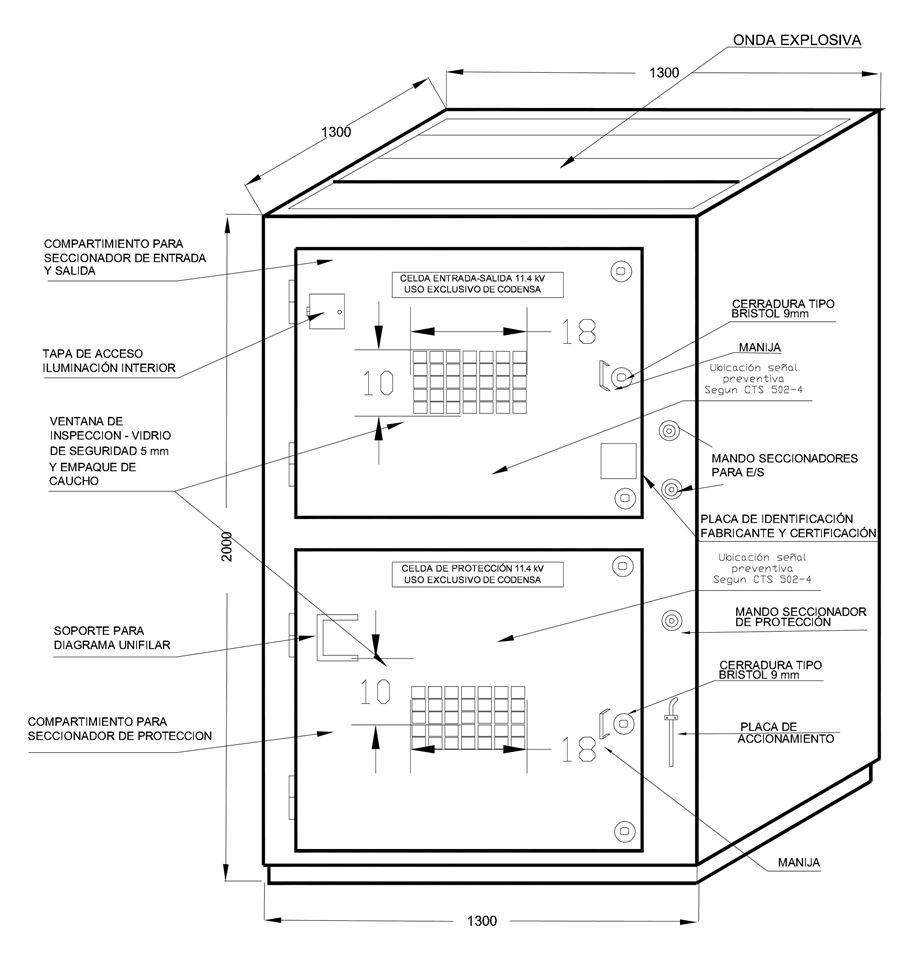 ONDA EXPLOSIVA
1300
1300
COMPARTIMIENTO PARA
SECCIONADOR DE ENTRADA
Y SALIDA
CELDA ENTRADA-SALIDA 11.4 kV
USO EXCLUSIVO DE CODENSA
18
10
CERRADURA TIPO
BRISTOL 9mm
MANIJA
TAPA DE ACCESO
ILUMINACIÓN INTERIOR
Ubicación señal
preventiva
Segun CTS 502-4
VENTANA DE
INSPECCION - VIDRIO
DE SEGURIDAD 5 mm
Y EMPAQUE DE
CAUCHO
MANDO SECCIONADORES
PARA E/S
PLACA DE IDENTIFICACIÓN
FABRICANTE Y CERTIFICACIÓN
2000
CELDA DE PROTECCIÓN 11.4 kV
USO EXCLUSIVO DE CODENSA
Ubicación señal
preventiva
Segun CTS 502-4
MANDO SECCIONADOR
DE PROTECCIÓN
SOPORTE PARA
DIAGRAMA UNIFILAR
CERRADURA TIPO
BRISTOL 9 mm
10
COMPARTIMIENTO PARA
SECCIONADOR DE PROTECCION
18
PLACA DE
ACCIONAMIENTO
MANIJA
1300